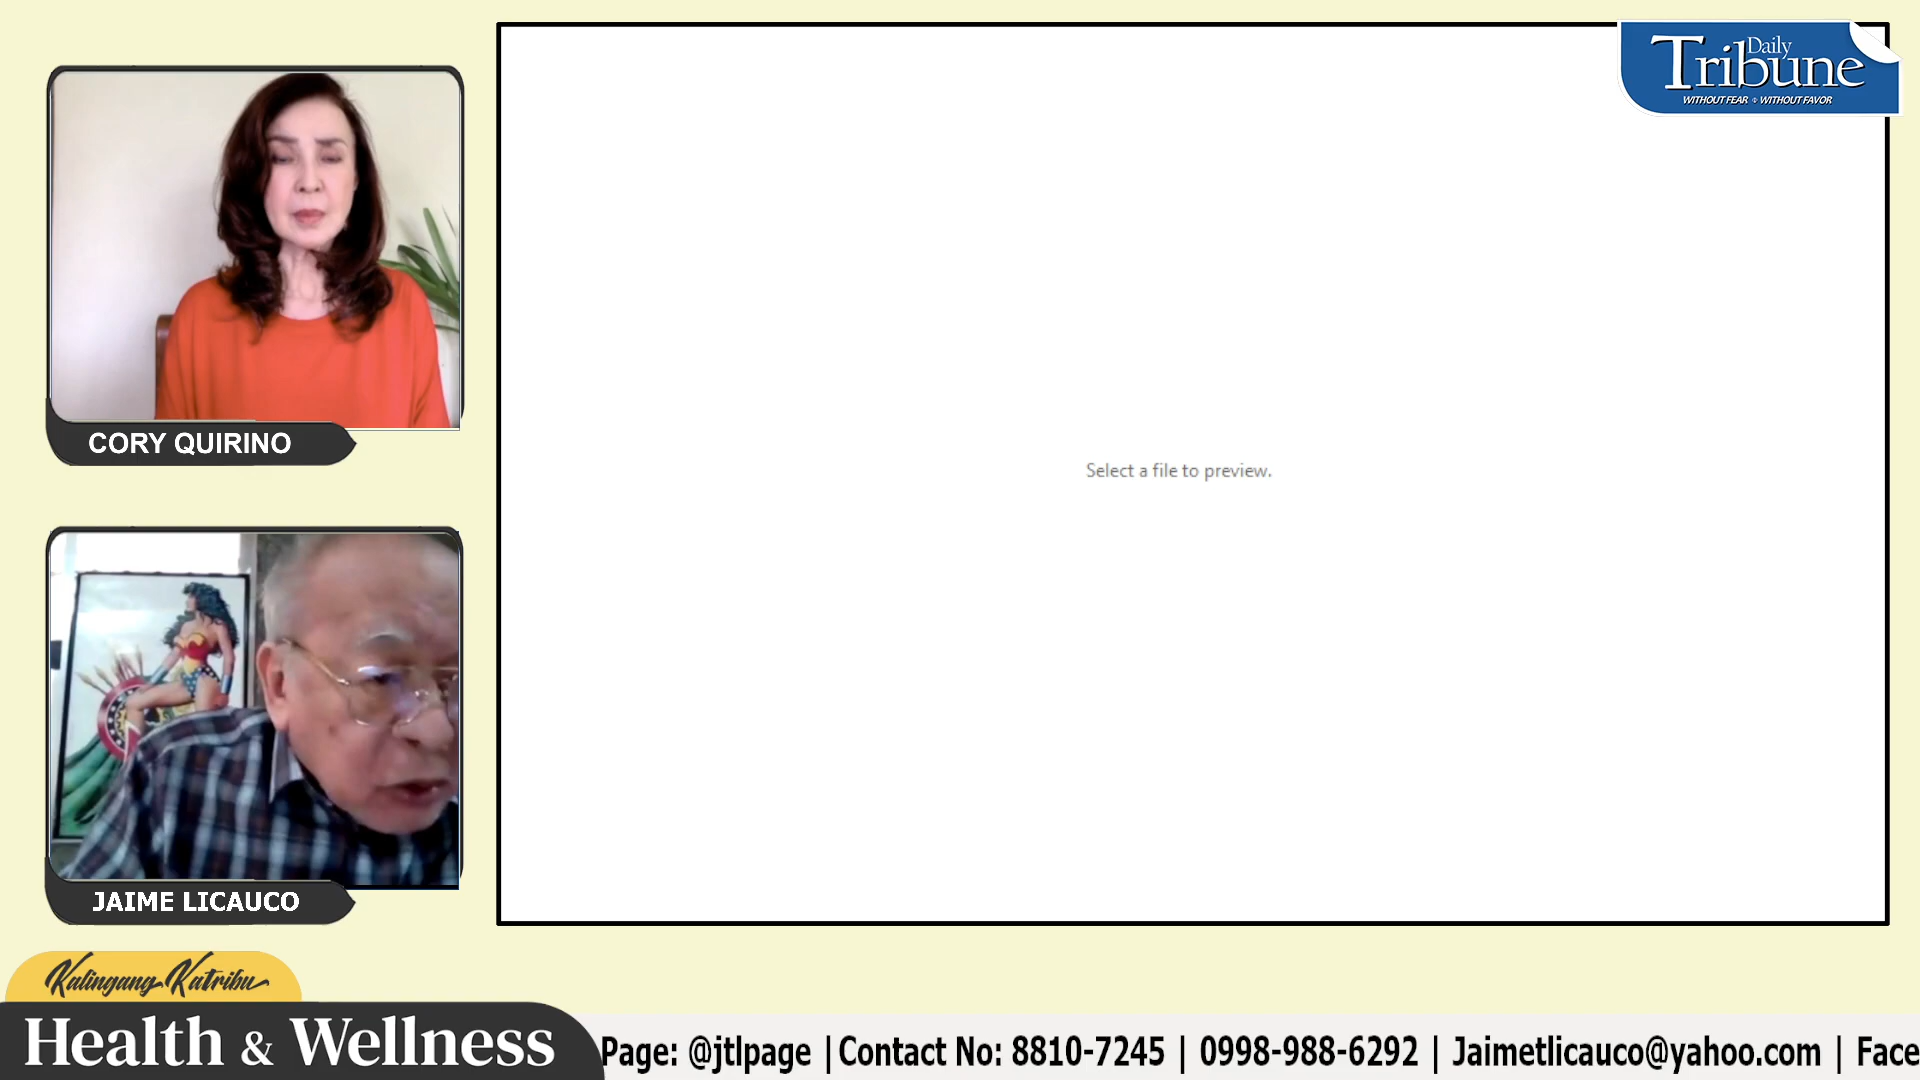 Daily
Tribune
WITHOUT FEAR ÷ WITHOUT FAVOR
CORY QUIRINO
Select a file to preview.
JAIME LICAUCO
Kalingang Katribu
Health & Wellness
Page: @jtlpage | Contact No: 8810-7245 | 0998-988-6292 | Jaimetlicauco@yahoo.com | Face